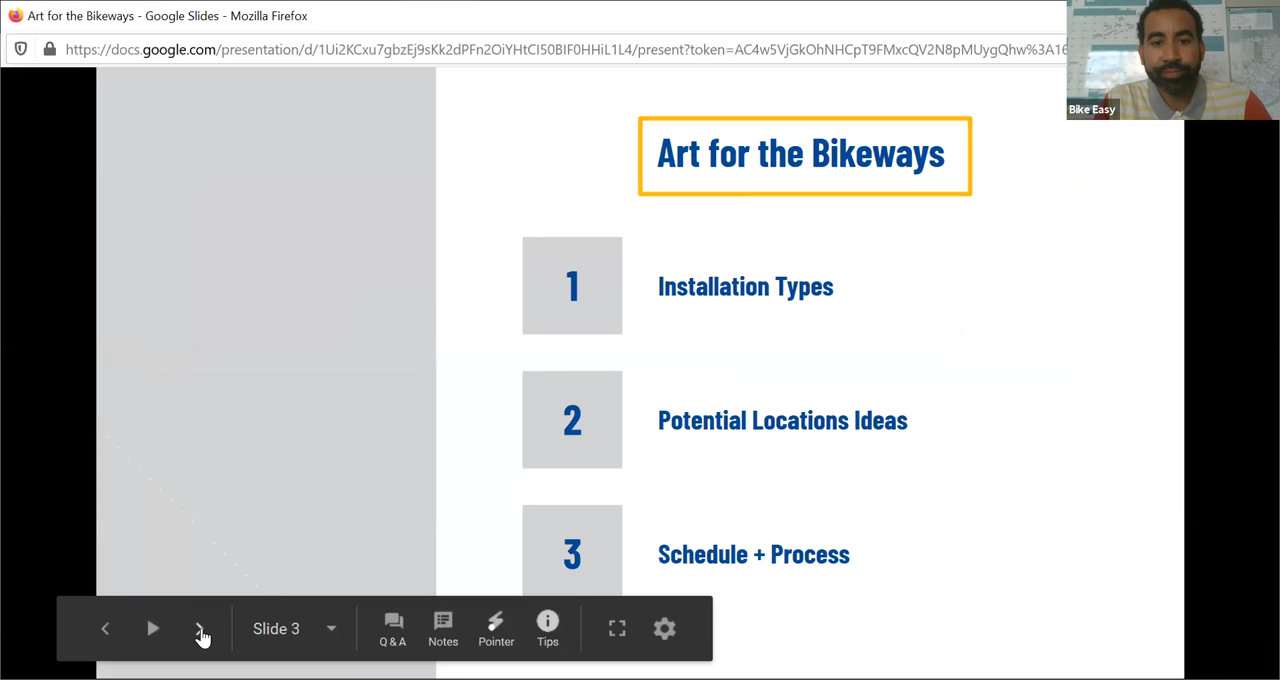 Art for the Bikeways - Google Slides - Mozilla Firefox
https://docs.google.com/presentation/d/1Ui2KCxu7gbzEj9sKk2dPFn2OiYHtCI50BIF0HHiL1L4/present?token=AC4w5VjGkOhNHCpT9FMxcQV2N8pMUygQhw%3A16
Bike Easy
Art for the Bikeways
1 Installation Types
2 Potential Locations Ideas
3 Schedule + Process
Slide 3
Q & A Notes Pointer Tips